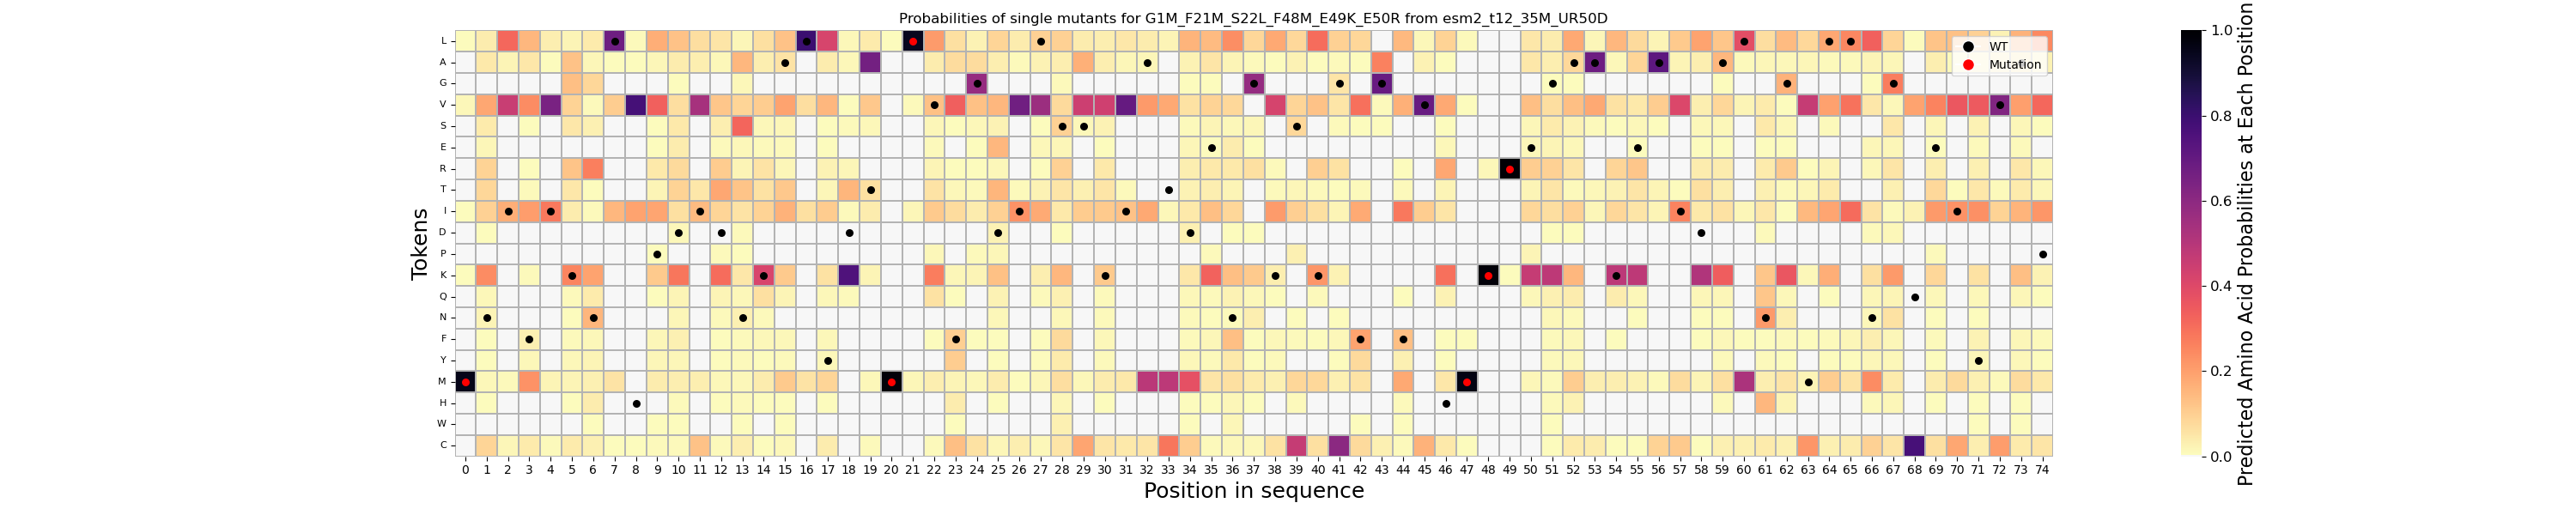 Probabilities of single mutants for G1M_F21M_S22L_F48M_E49K_E50R from esm2_t12_35M_UR50D
Tokens
L
A
G
V
S
E
R
T
I
D
P
K
Q
N
F
Y
M
H
W
C
0 1 2 3 4 5 6 7 8 9 10 11 12 13 14 15 16 17 18 19 20 21 22 23 24 25 26 27 28 29 30 31 32 33 34 35 36 37 38 39 40 41 42 43 44 45 46 47 48 49 50 51 52 53 54 55 56 57 58 59 60 61 62 63 64 65 66 67 68 69 70 71 72 73 74
Position in sequence
WT
Mutation
1.0
0.8
0.6
0.4
0.2
0.0
Predicted Amino Acid Probabilities at Each Position